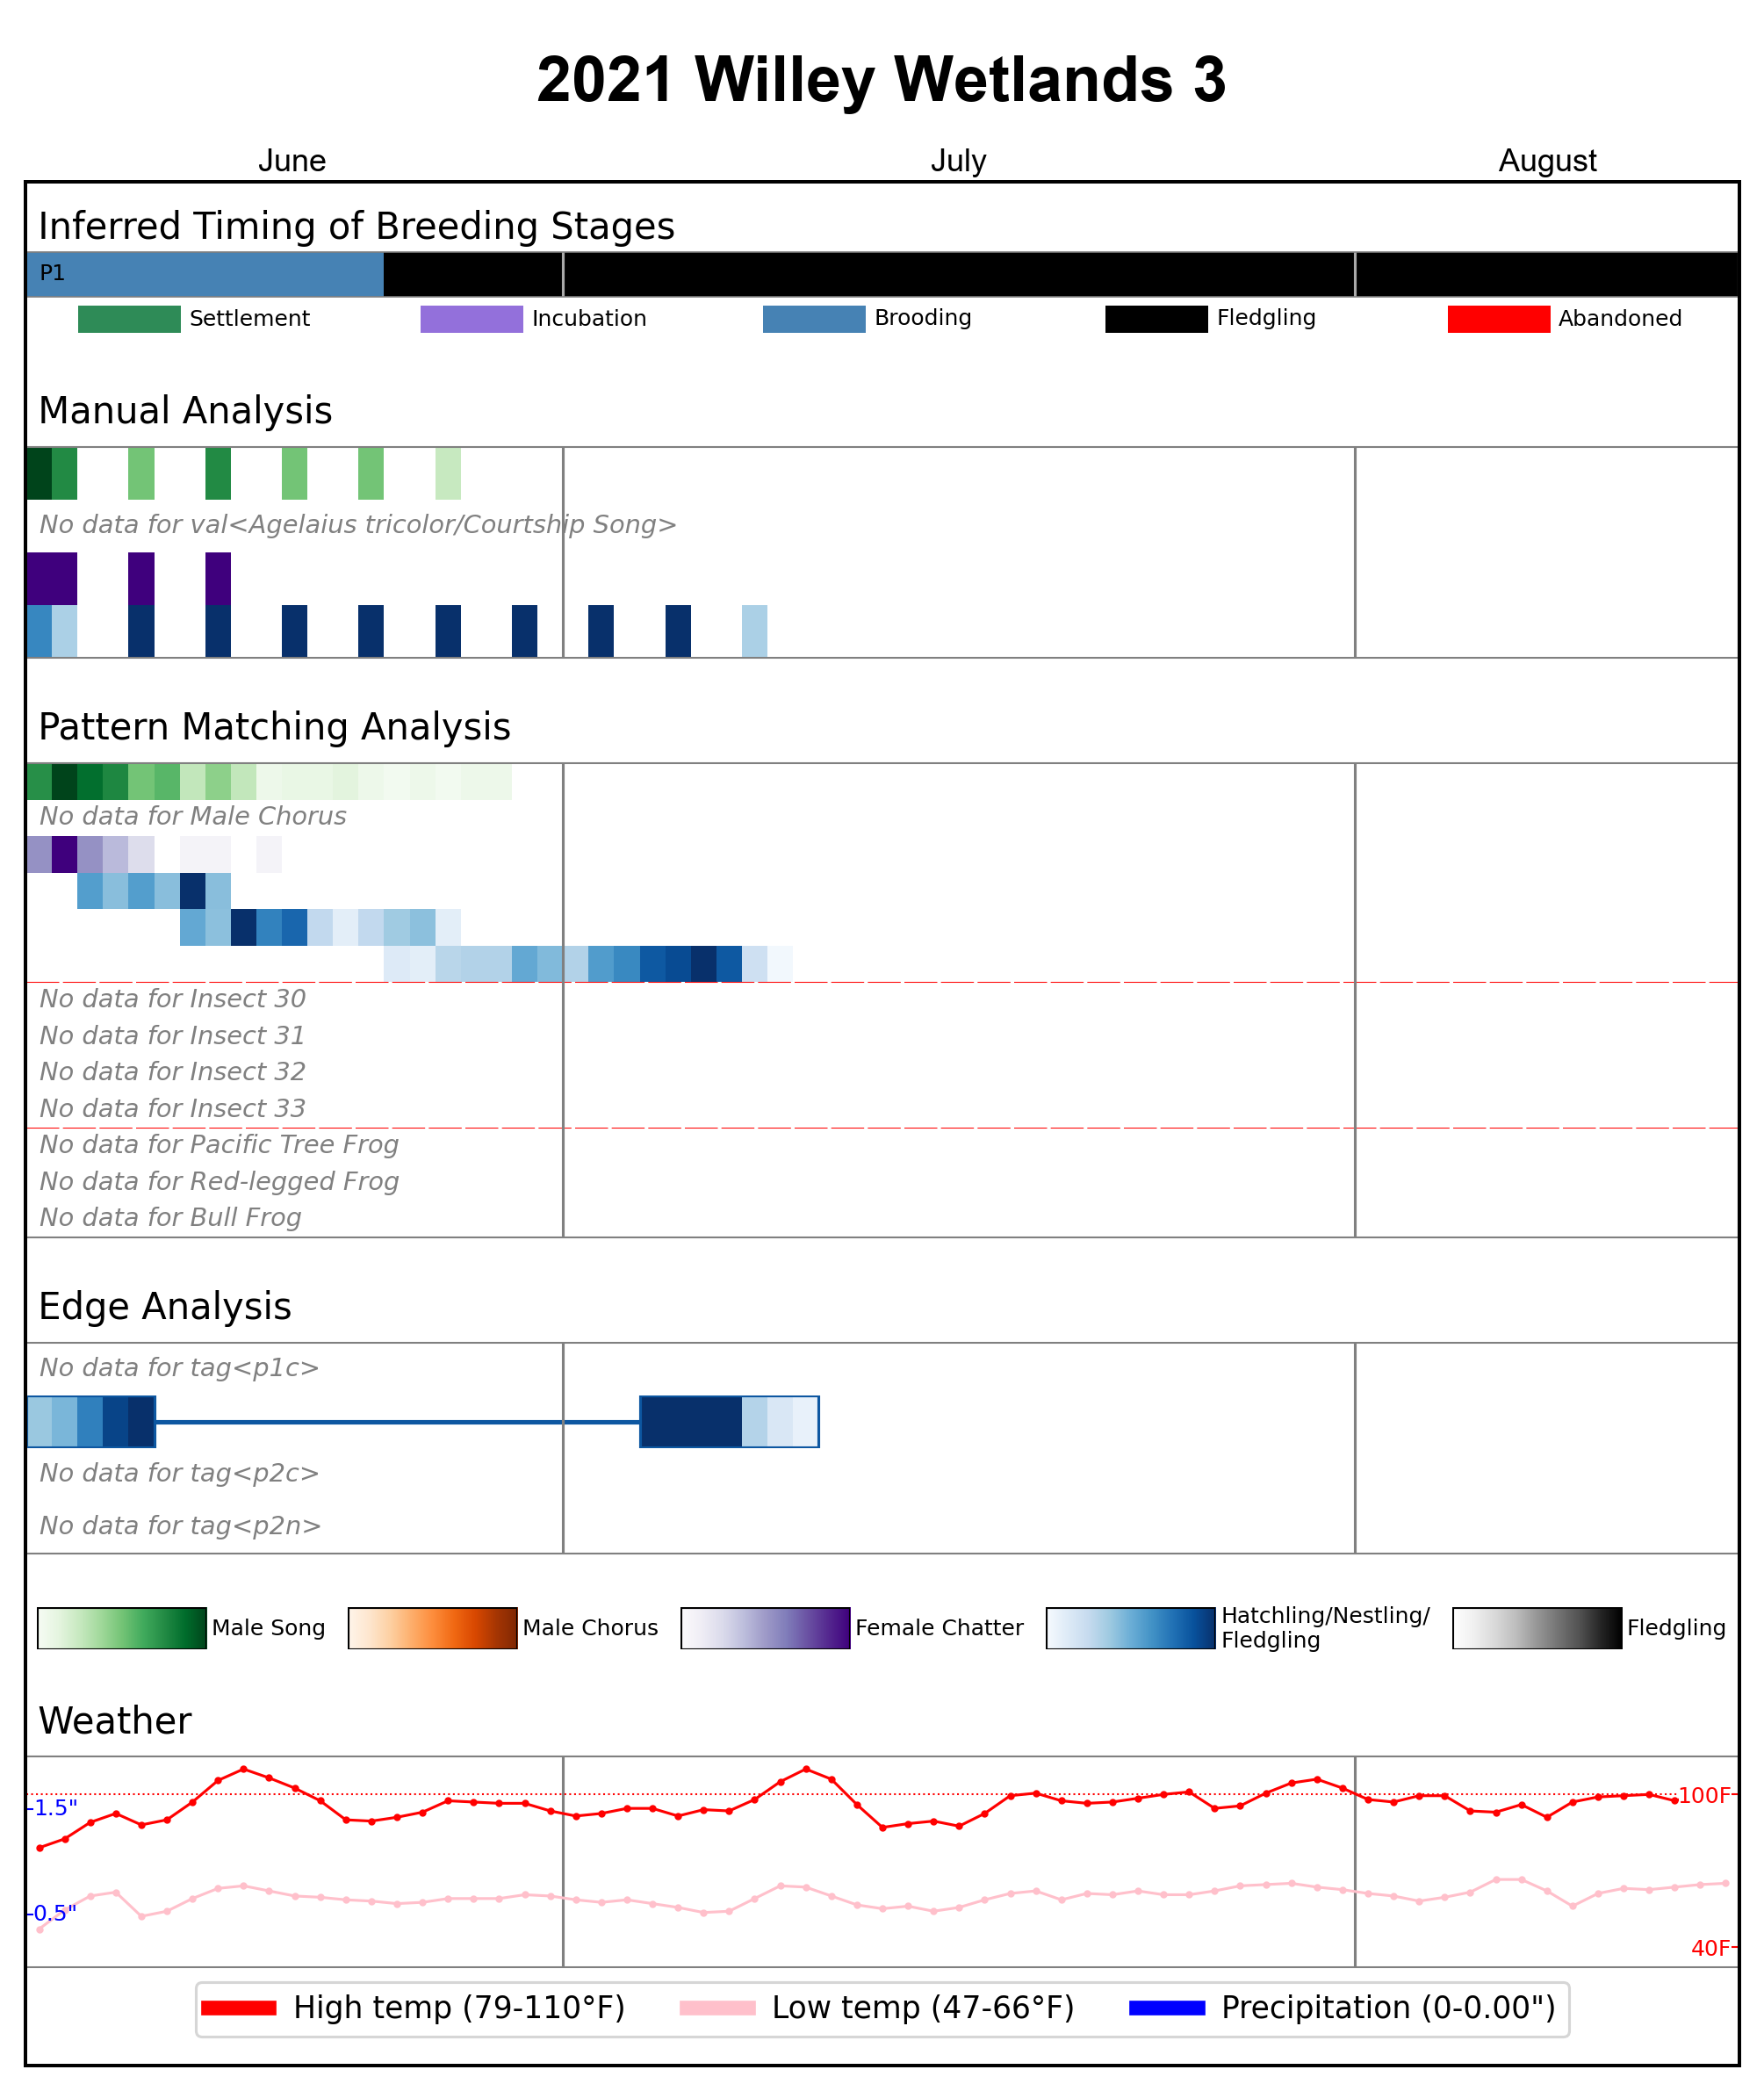 2021 Willey Wetlands 3
June July August
Inferred Timing of Breeding Stages
P1
Settlement Incubation Brooding Fledgling Abandoned
Manual Analysis
No data for val<Agelaius tricolor/Courtship Song>
Pattern Matching Analysis
No data for Male Chorus
No data for Insect 30
No data for Insect 31
No data for Insect 32
No data for Insect 33
No data for Pacific Tree Frog
No data for Red-legged Frog
No data for Bull Frog
Edge Analysis
No data for tag<p1c>
No data for tag<p2c>
No data for tag<p2n>
Male Song Male Chorus Female Chatter Hatchling/Nestling/
Fledgling Fledgling
Weather
1.5" 100F
0.5"
40F
High temp (79-110°F) Low temp (47-66°F) Precipitation (0-0.00")